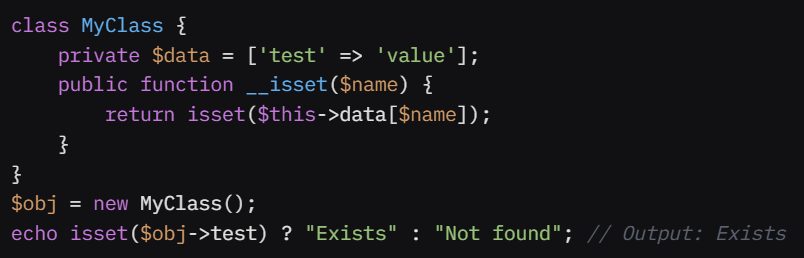 class MyClass {
    private $data = ['test' => 'value'];
    public function __isset($name) {
        return isset($this->data[$name]);
    }
}
$obj = new MyClass();
echo isset($obj->test) ? "Exists" : "Not found"; // Output: Exists